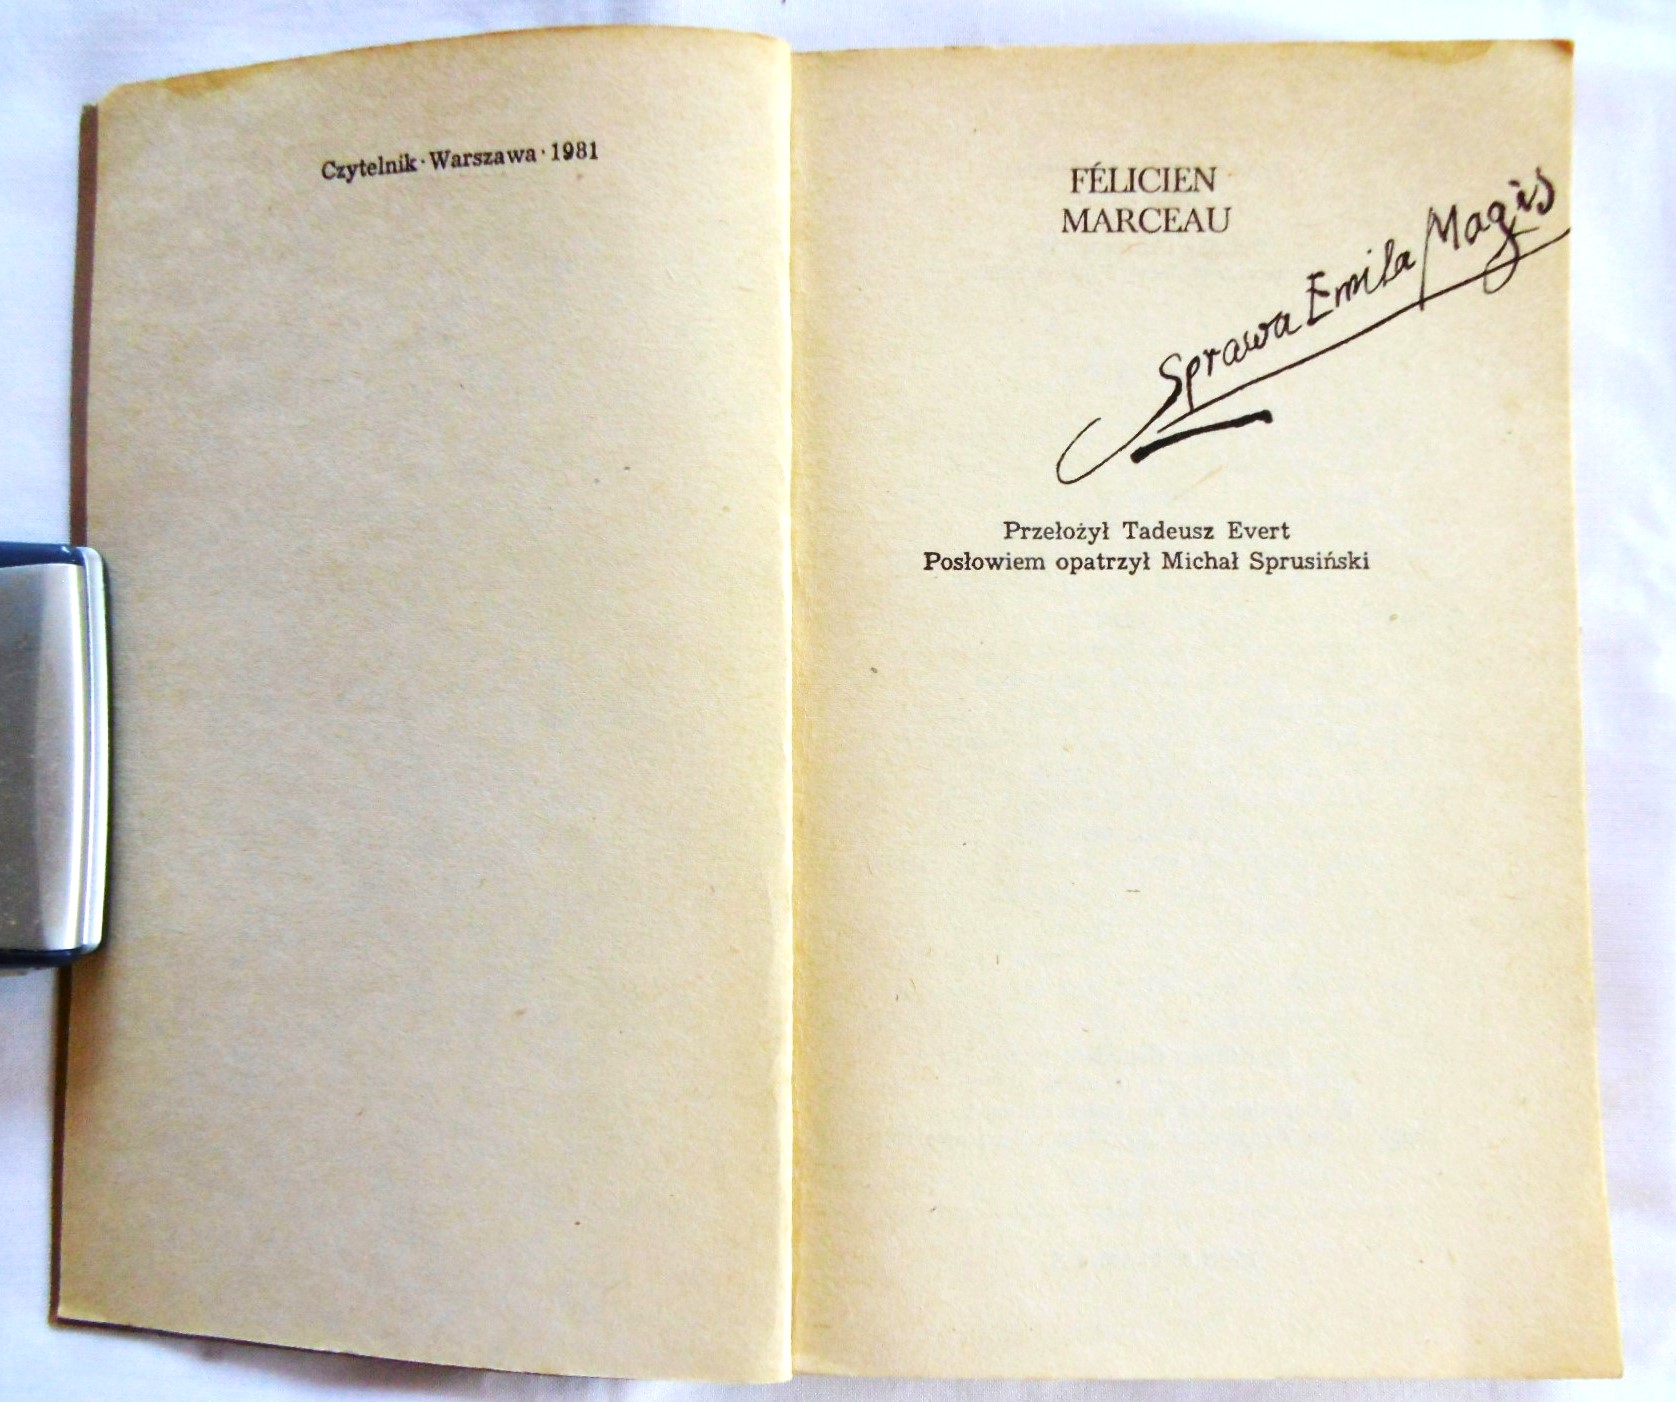 Czytelnik·Warszawa·1981
FÉLICIEN
MARCEAU
Sprawa Emila Magis
Przełożył Tadeusz Evert
Posłowiem opatrzył Michał Sprusiński